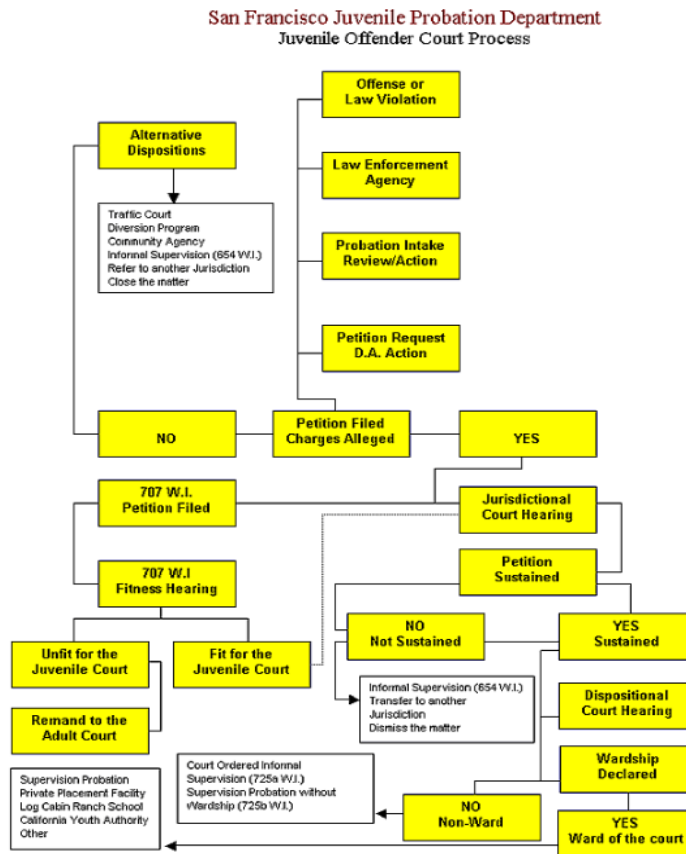 San Francisco Juvenile Probation Department
Juvenile Offender Court Process
Offense or
Law Violation
Alternative
Dispositions
Law Enforcement
Agency
Traffic Court
Diversion Program
Community Agency
Informal Supervision (654 W.I.)
Refer to another Jurisdiction
Close the matter
Probation Intake
Review/Action
Petition Request
D.A. Action
NO
Petition Filed
Charges Alleged
YES
707 W.I.
Petition Filed
Jurisdictional
Court Hearing
707 W.I
Fitness Hearing
Petition
Sustained
NO
Not Sustained
YES
Sustained
Unfit for the
Juvenile Court
Fit for the
Juvenile Court
Informal Supervision (654 W.I.)
Transfer to another
Jurisdiction
Dismiss the matter
Dispositional
Court Hearing
Remand to the
Adult Court
Wardship
Declared
Court Ordered Informal
Supervision (725a W.I.)
Supervision Probation without
Wardship (725b W.I.)
Supervision Probation
Private Placement Facility
Log Cabin Ranch School
California Youth Authority
Other
NO
Non-Ward
YES
Ward of the court